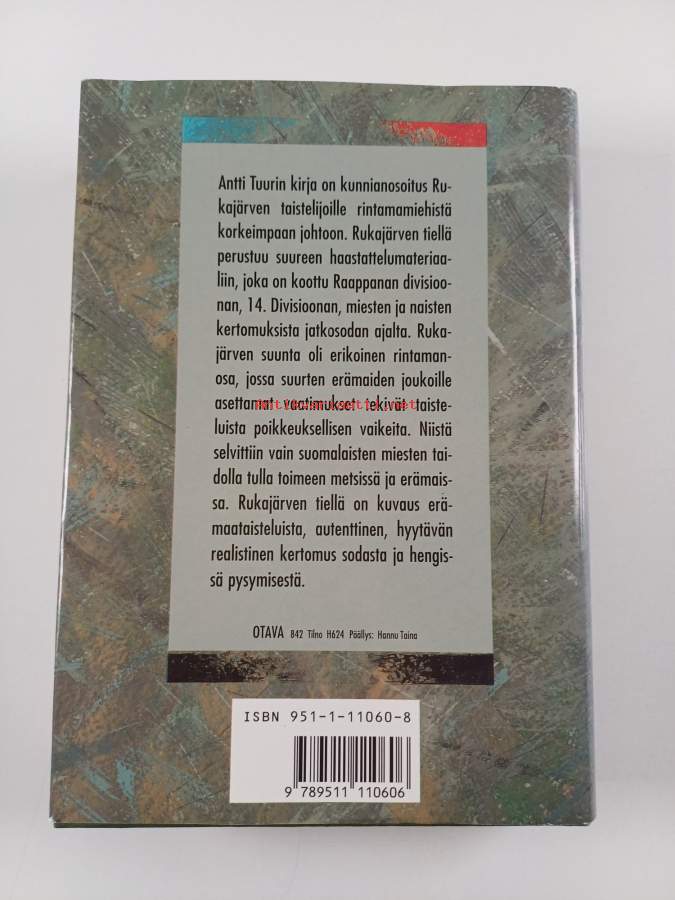 Antti Tuurin kirja on kunnianosoitus Ru-
kajärven taistelijoille rintamamiehistä
korkeimpaan johtoon. Rukajärven tiellä
perustuu suureen haastattelumateriaa-
liin, joka on koottu Raappanan divisioo-
nan, 14. Divisioonan, miesten ja naisten
kertomuksista jatkosodan ajalta. Ruka-
järven suunta oli erikoinen rintaman-
osa, jossa suurten erämaiden joukoille
asettamat vaatimukset tekivät taiste-
Antikvariaatti.net
luista poikkeuksellisen vaikeita. Niistä
selvittiin vain suomalaisten miesten tai-
dolla tulla toimeen metsissä ja erämais-
sa. Rukajärven tiellä on kuvaus erä-
maataisteluista, autenttinen, hyytävän
realistinen kertomus sodasta ja hengis-
sä pysymisestä.
OTAVA 842 Tilno H624 Päällys: Hannu Taina
ISBN 951-1-11060-8
9 789511 110606